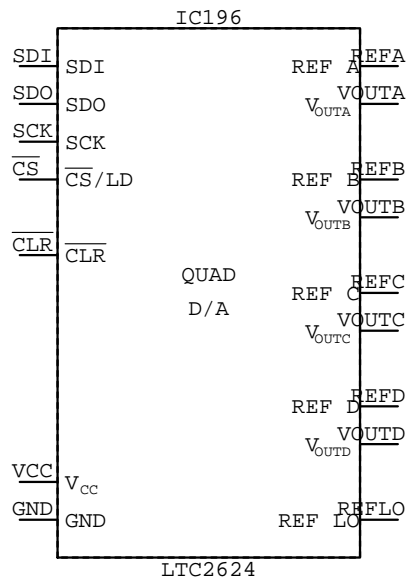 IC196
SDI SDI REF A REFA
SDO SDO VOUTA VOUTA
SCK SCK
CS CS/LD REF B REFB
VOUTB VOUTB
CLR CLR
QUAD REF C REFC
D/A VOUTC VOUTC
REF D REFD
VOUTD VOUTD
VCC VCC
GND GND REF LO REFLO
LTC2624